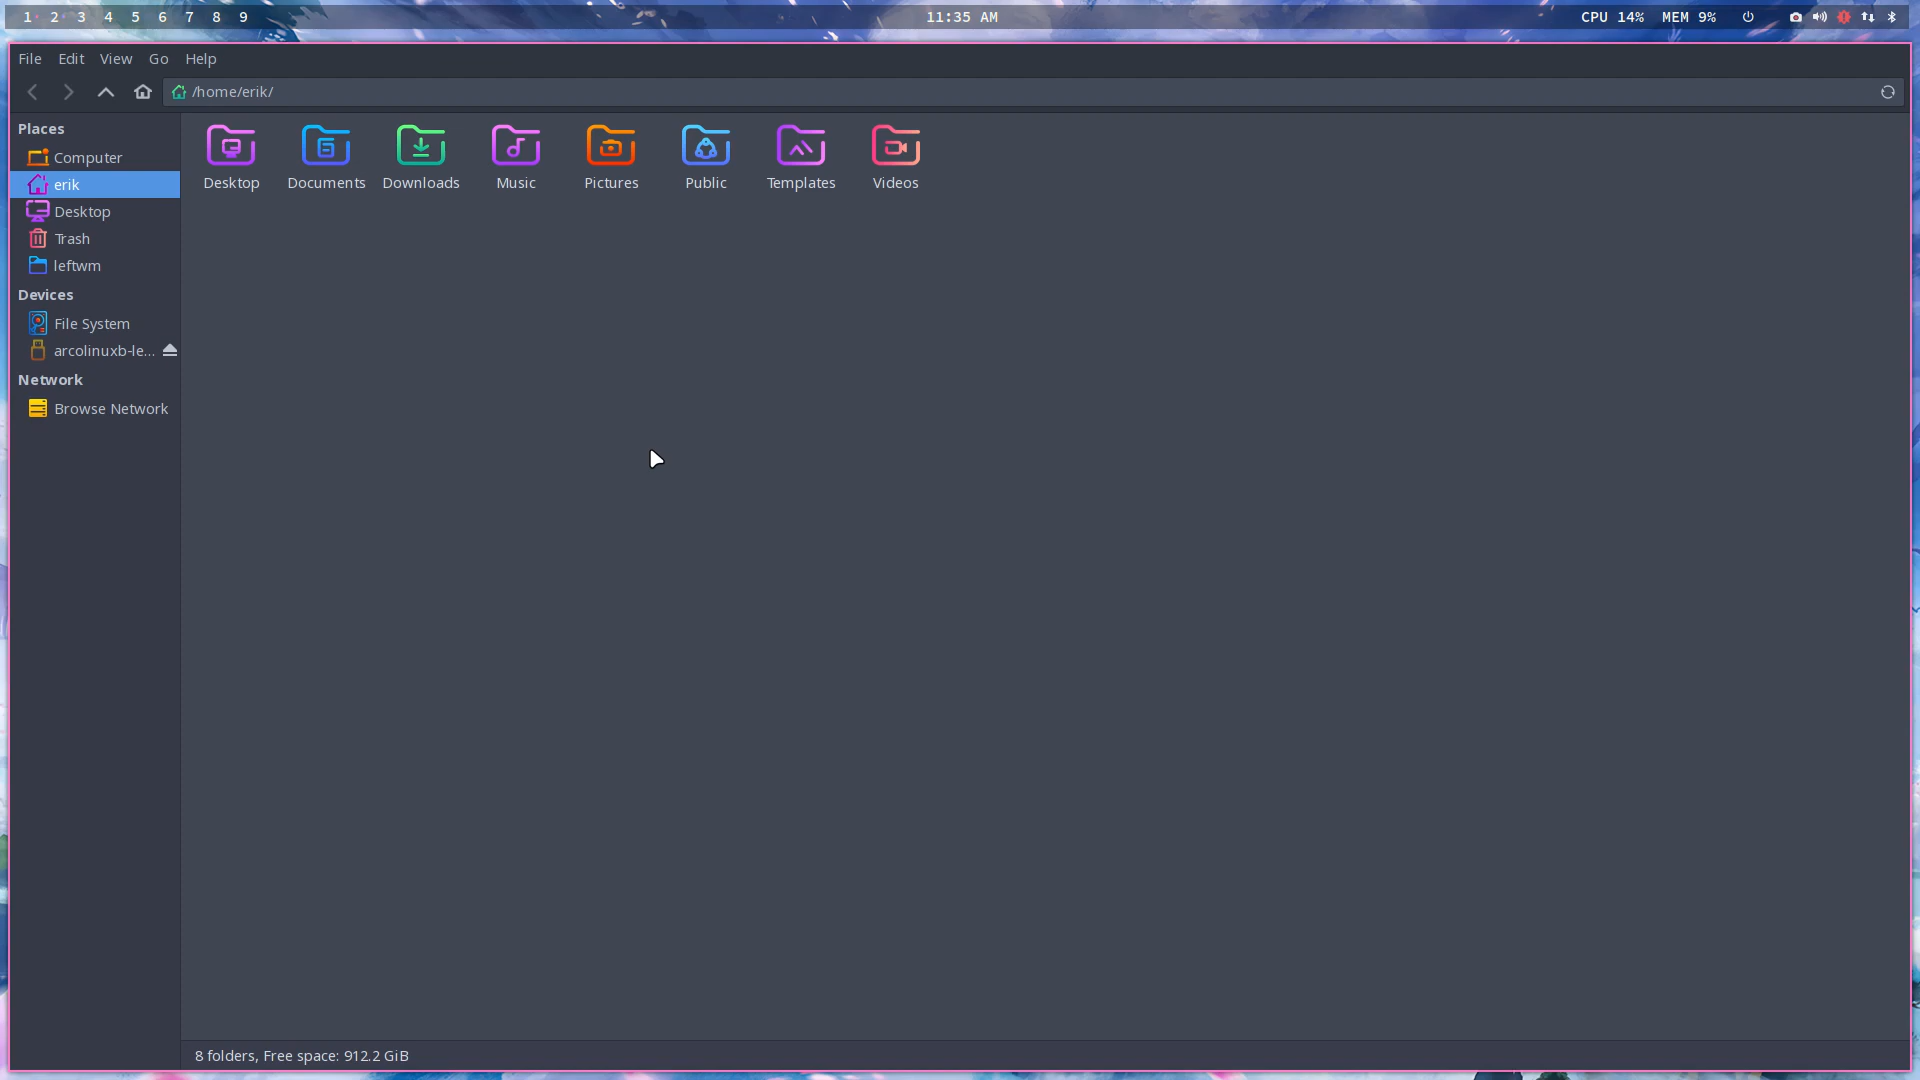 1 2 3 4 5 6 7 8 9 11:35 AM CPU 14% MEM 9%
File Edit View Go Help
/home/erik/
Places
Computer
erik
Desktop
Trash
leftwm
Devices
File System
arcolinuxb-le...
Network
Browse Network
Desktop Documents Downloads Music Pictures Public Templates Videos
8 folders, Free space: 912.2 GiB